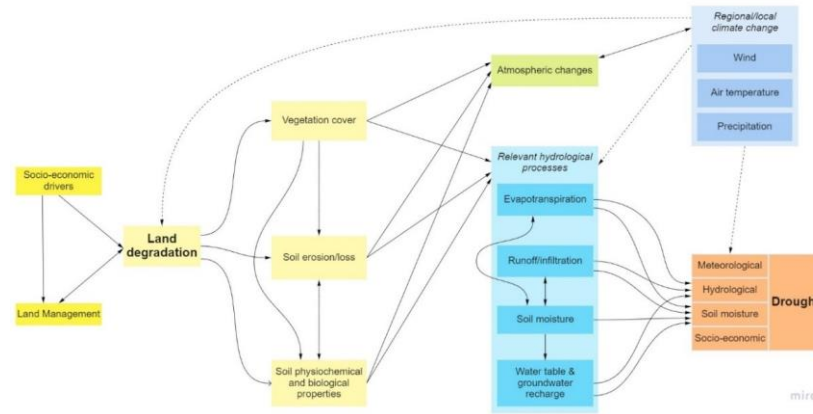 Regional/local
climate change
Wind
Air temperature
Precipitation
Atmospheric changes
Vegetation cover
Relevant hydrological
processes
Socio-economic
drivers
Evapotranspiration
Land
degradation
Soil erosion/loss
Runoff/infiltration
Meteorological
Hydrological
Drough
Soil moisture
Socio-economic
Land Management
Soil moisture
Soil physiochemical
and biological
properties
Water table &
groundwater
recharge
mire